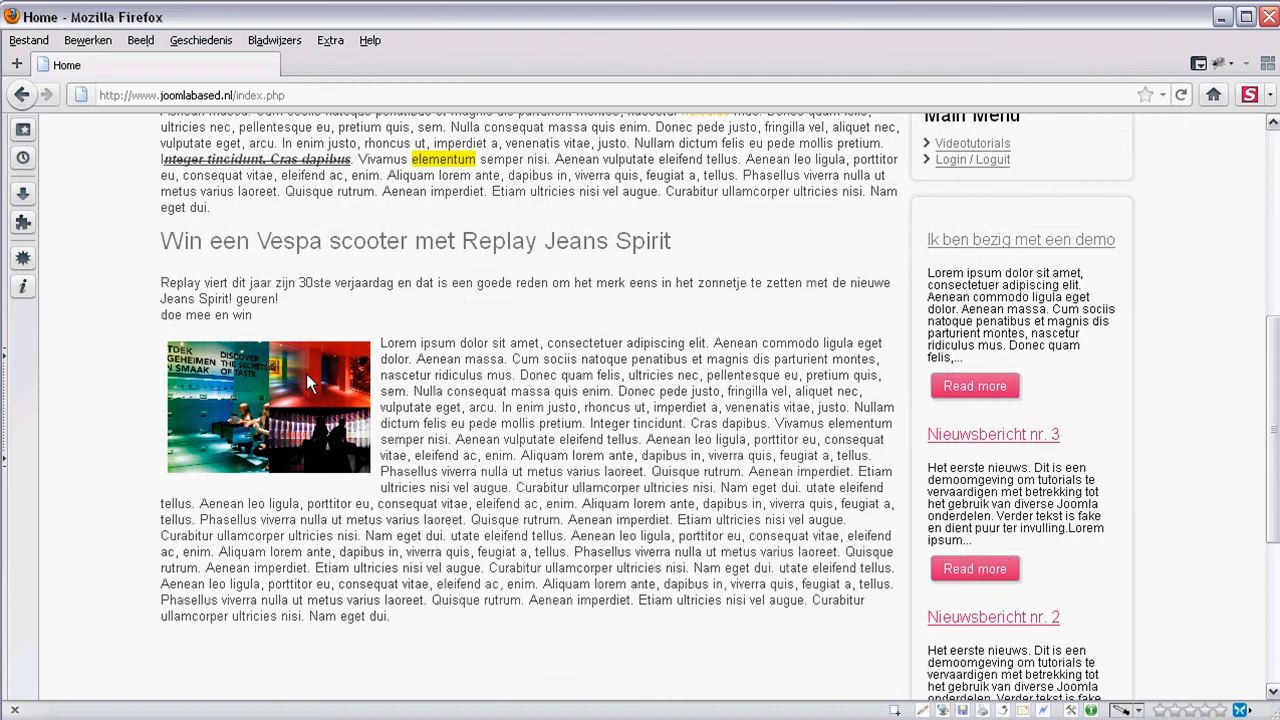 Home - Mozilla Firefox
Bestand Bewerken Beeld Geschiedenis Bladwijzers Extra Help
Home
http://www.joomlabased.nl/index.php
ultricies nec, pellentesque eu, pretium quis, sem. Nulla consequat massa quis enim. Donec pede justo, fringilla vel, aliquet nec,
vulputate eget, arcu. In enim justo, rhoncus ut, imperdiet a, venenatis vitae, justo. Nullam dictum felis eu pede mollis pretium.
Integer tincidunt. Cras dapibus. Vivamus elementum semper nisi. Aenean vulputate eleifend tellus. Aenean leo ligula, porttitor
eu, consequat vitae, eleifend ac, enim. Aliquam lorem ante, dapibus in, viverra quis, feugiat a, tellus. Phasellus viverra nulla ut
metus varius laoreet. Quisque rutrum. Aenean imperdiet. Etiam ultricies nisi vel augue. Curabitur ullamcorper ultricies nisi. Nam
eget dui.
Win een Vespa scooter met Replay Jeans Spirit
Replay viert dit jaar zijn 30ste verjaardag en dat is een goede reden om het merk eens in het zonnetje te zetten met de nieuwe
Jeans Spirit! geuren!
doe mee en win
TDEK
GEHEIMEN
N SMAAK
DISCOVER
THE SECRETS
OF TASTE
Lorem ipsum dolor sit amet, consectetuer adipiscing elit. Aenean commodo ligula eget
dolor. Aenean massa. Cum sociis natoque penatibus et magnis dis parturient montes,
nascetur ridiculus mus. Donec quam felis, ultricies nec, pellentesque eu, pretium quis,
sem. Nulla consequat massa quis enim. Donec pede justo, fringilla vel, aliquet nec,
vulputate eget, arcu. In enim justo, rhoncus ut, imperdiet a, venenatis vitae, justo. Nullam
dictum felis eu pede mollis pretium. Integer tincidunt. Cras dapibus. Vivamus elementum
semper nisi. Aenean vulputate eleifend tellus. Aenean leo ligula, porttitor eu, consequat
vitae, eleifend ac, enim. Aliquam lorem ante, dapibus in, viverra quis, feugiat a, tellus.
Phasellus viverra nulla ut metus varius laoreet. Quisque rutrum. Aenean imperdiet. Etiam
ultricies nisi vel augue. Curabitur ullamcorper ultricies nisi. Nam eget dui. utate eleifend
tellus. Aenean leo ligula, porttitor eu, consequat vitae, eleifend ac, enim. Aliquam lorem ante, dapibus in, viverra quis, feugiat a,
tellus. Phasellus viverra nulla ut metus varius laoreet. Quisque rutrum. Aenean imperdiet. Etiam ultricies nisi vel augue.
Curabitur ullamcorper ultricies nisi. Nam eget dui. utate eleifend tellus. Aenean leo ligula, porttitor eu, consequat vitae, eleifend
ac, enim. Aliquam lorem ante, dapibus in, viverra quis, feugiat a, tellus. Phasellus viverra nulla ut metus varius laoreet. Quisque
rutrum. Aenean imperdiet. Etiam ultricies nisi vel augue. Curabitur ullamcorper ultricies nisi. Nam eget dui. utate eleifend tellus.
Aenean leo ligula, porttitor eu, consequat vitae, eleifend ac, enim. Aliquam lorem ante, dapibus in, viverra quis, feugiat a, tellus.
Phasellus viverra nulla ut metus varius laoreet. Quisque rutrum. Aenean imperdiet. Etiam ultricies nisi vel augue. Curabitur
ullamcorper ultricies nisi. Nam eget dui.
Main Menu
Videotutorials
Login / Loguit
Ik ben bezig met een demo
Lorem ipsum dolor sit amet,
consectetuer adipiscing elit.
Aenean commodo ligula eget
dolor. Aenean massa. Cum sociis
natoque penatibus et magnis dis
parturient montes, nascetur
ridiculus mus. Donec quam
felis,...
Read more
Nieuwsbericht nr. 3
Het eerste nieuws. Dit is een
demoomgeving om tutorials te
vervaardigen met betrekking tot
het gebruik van diverse Joomla
onderdelen. Verder tekst is fake
en dient puur ter invulling.Lorem
ipsum...
Read more
Nieuwsbericht nr. 2
Het eerste nieuws. Dit is een
demoomgeving om tutorials te
vervaardigen met betrekking tot
het gebruik van diverse Joomla
onderdelen. Verder tekst is fake